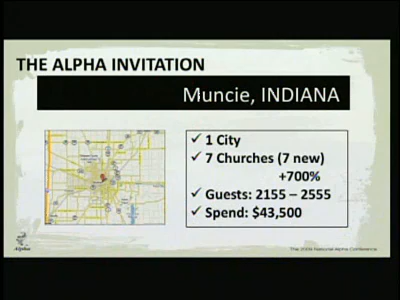 THE ALPHA INVITATION
Muncie, INDIANA
✓ 1 City
✓ 7 Churches (7 new)
+700%
✓ Guests: 2155 – 2555
✓ Spend: $43,500
Alpha
The 2009 National Alpha Conference